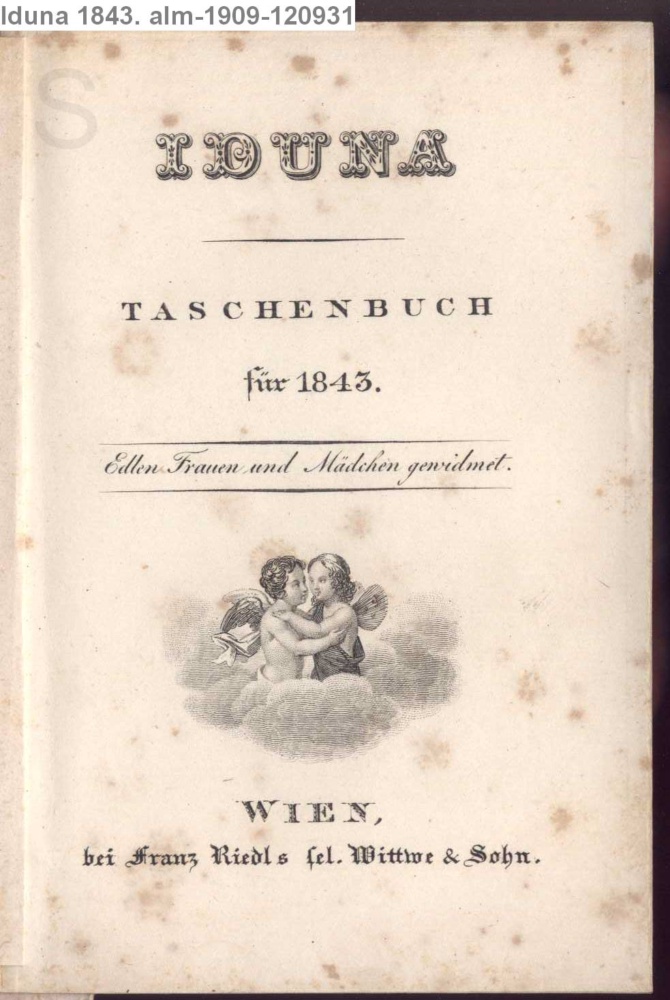 Iduna 1843. alm-1909-120931
S
IDUNA
TASCHENBUCH
für 1843.
Edlen Frauen und Mädchen gewidmet.
WIEN,
bei Franz Riedls sel. Wittwe & Sohn.